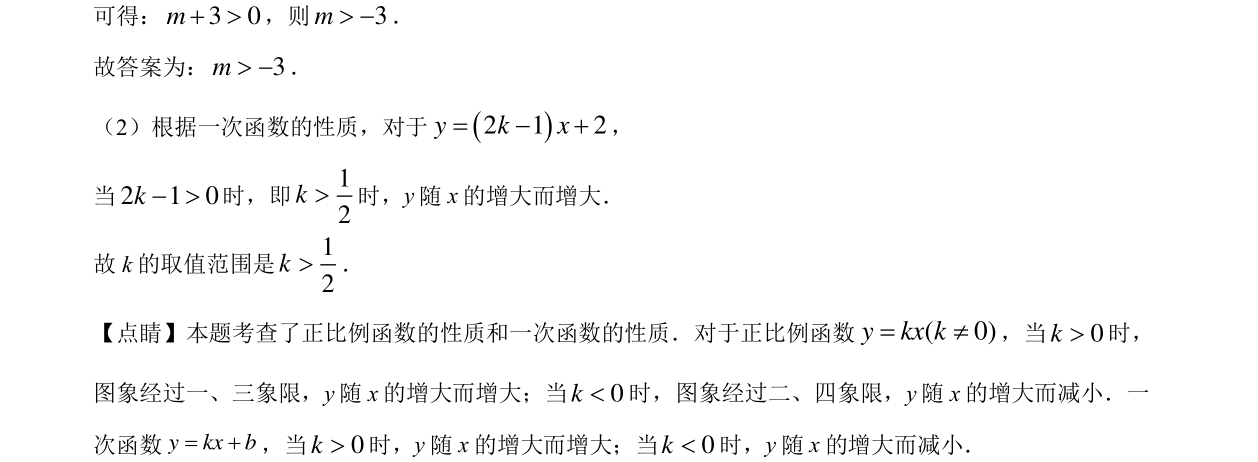 可得：m+3>0，则m>−3．
故答案为：m>−3．
（2）根据一次函数的性质，对于y=(2k−1)x+2，
当2k−1>0时，即k>1/2时，y随x的增大而增大．
故k的取值范围是k>1/2．
【点睛】本题考查了正比例函数的性质和一次函数的性质．对于正比例函数y=kx(k≠0)，当k>0时，
图象经过一、三象限，y随x的增大而增大；当k<0时，图象经过二、四象限，y随x的增大而减小．一
次函数y=kx+b，当k>0时，y随x的增大而增大；当k<0时，y随x的增大而减小．